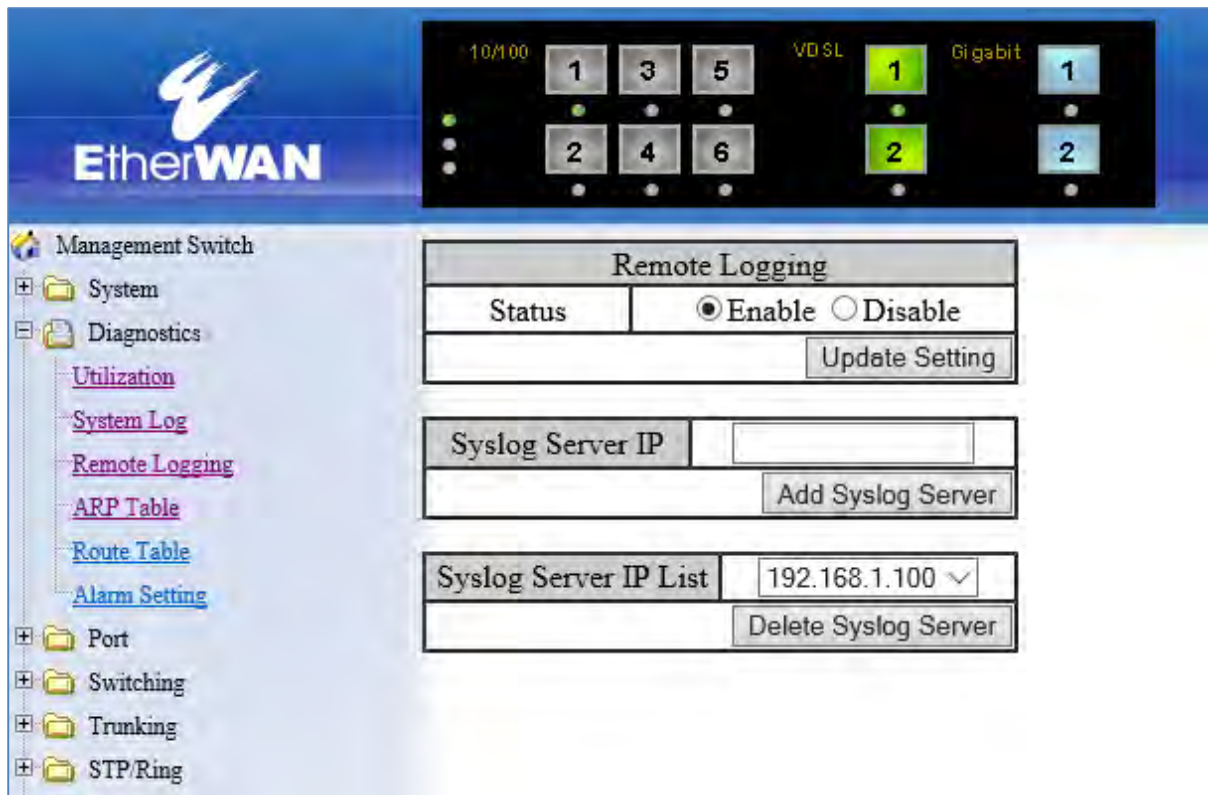 EtherWAN
10/100 1 3 5 VDSL 1 Gigabit 1
2 4 6 2 2
Management Switch
System
Diagnostics
Utilization
System Log
Remote Logging
ARP Table
Route Table
Alarm Setting
Port
Switching
Trunking
STP/Ring
Remote Logging
Status Enable Disable
Update Setting
Syslog Server IP
Add Syslog Server
Syslog Server IP List 192.168.1.100
Delete Syslog Server